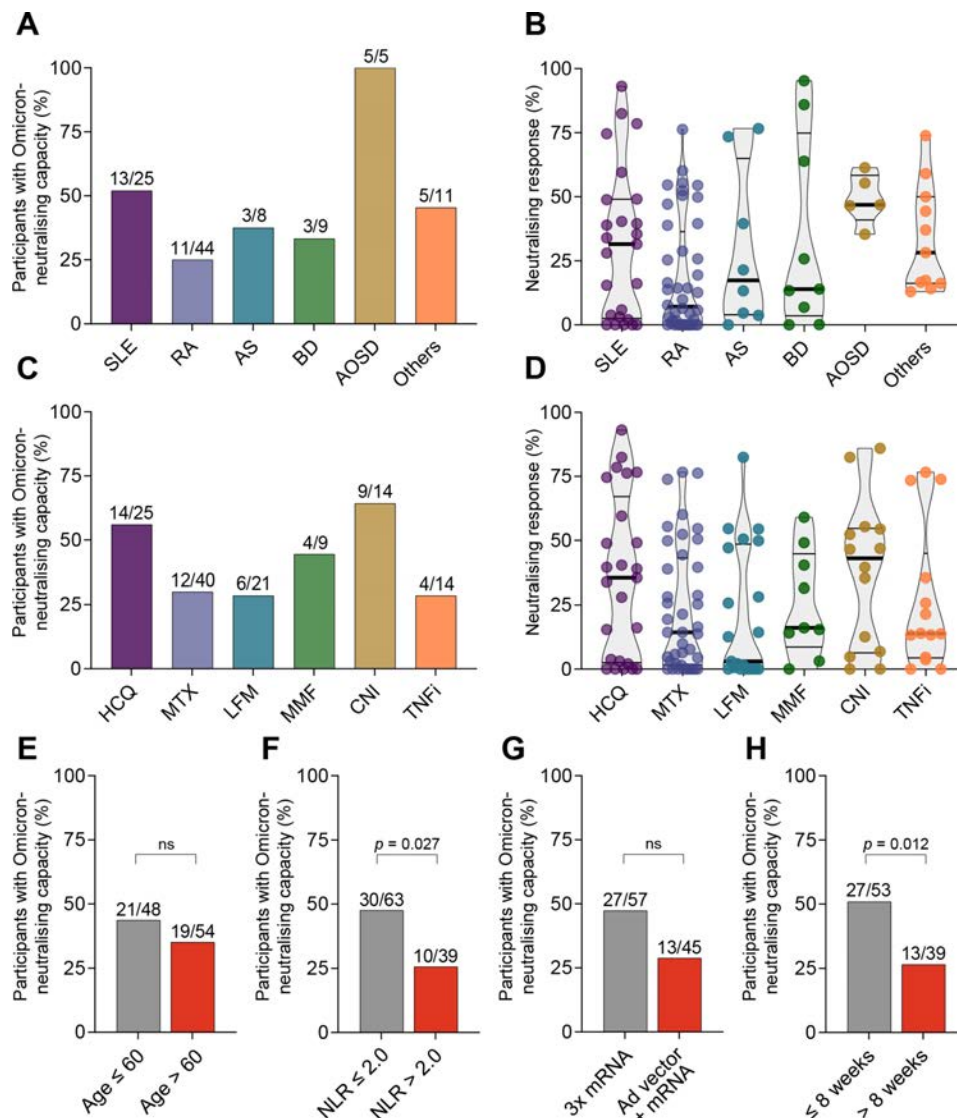 A
Participants with Omicron-
neutralising capacity (%)
100
75
50
25
0
13/25
11/44
3/8
3/9
5/5
5/11
SLE
RA
AS
BD
AOSD
Others
B
Neutralising response (%)
100
75
50
25
0
SLE
RA
AS
BD
AOSD
Others
C
Participants with Omicron-
neutralising capacity (%)
100
75
50
25
0
14/25
12/40
6/21
4/9
9/14
4/14
HCQ
MTX
LFM
MMF
CNI
TNFi
D
Neutralising response (%)
100
75
50
25
0
HCQ
MTX
LFM
MMF
CNI
TNFi
E
Participants with Omicron-
neutralising capacity (%)
100
75
50
25
0
ns
21/48
19/54
Age ≤ 60
Age > 60
F
Participants with Omicron-
neutralising capacity (%)
100
75
50
25
0
p = 0.027
30/63
10/39
NLR ≤ 2.0
NLR > 2.0
G
Participants with Omicron-
neutralising capacity (%)
100
75
50
25
0
ns
27/57
13/45
3x mRNA
Ad vector
+ mRNA
H
Participants with Omicron-
neutralising capacity (%)
100
75
50
25
0
p = 0.012
27/53
13/39
≤ 8 weeks
> 8 weeks